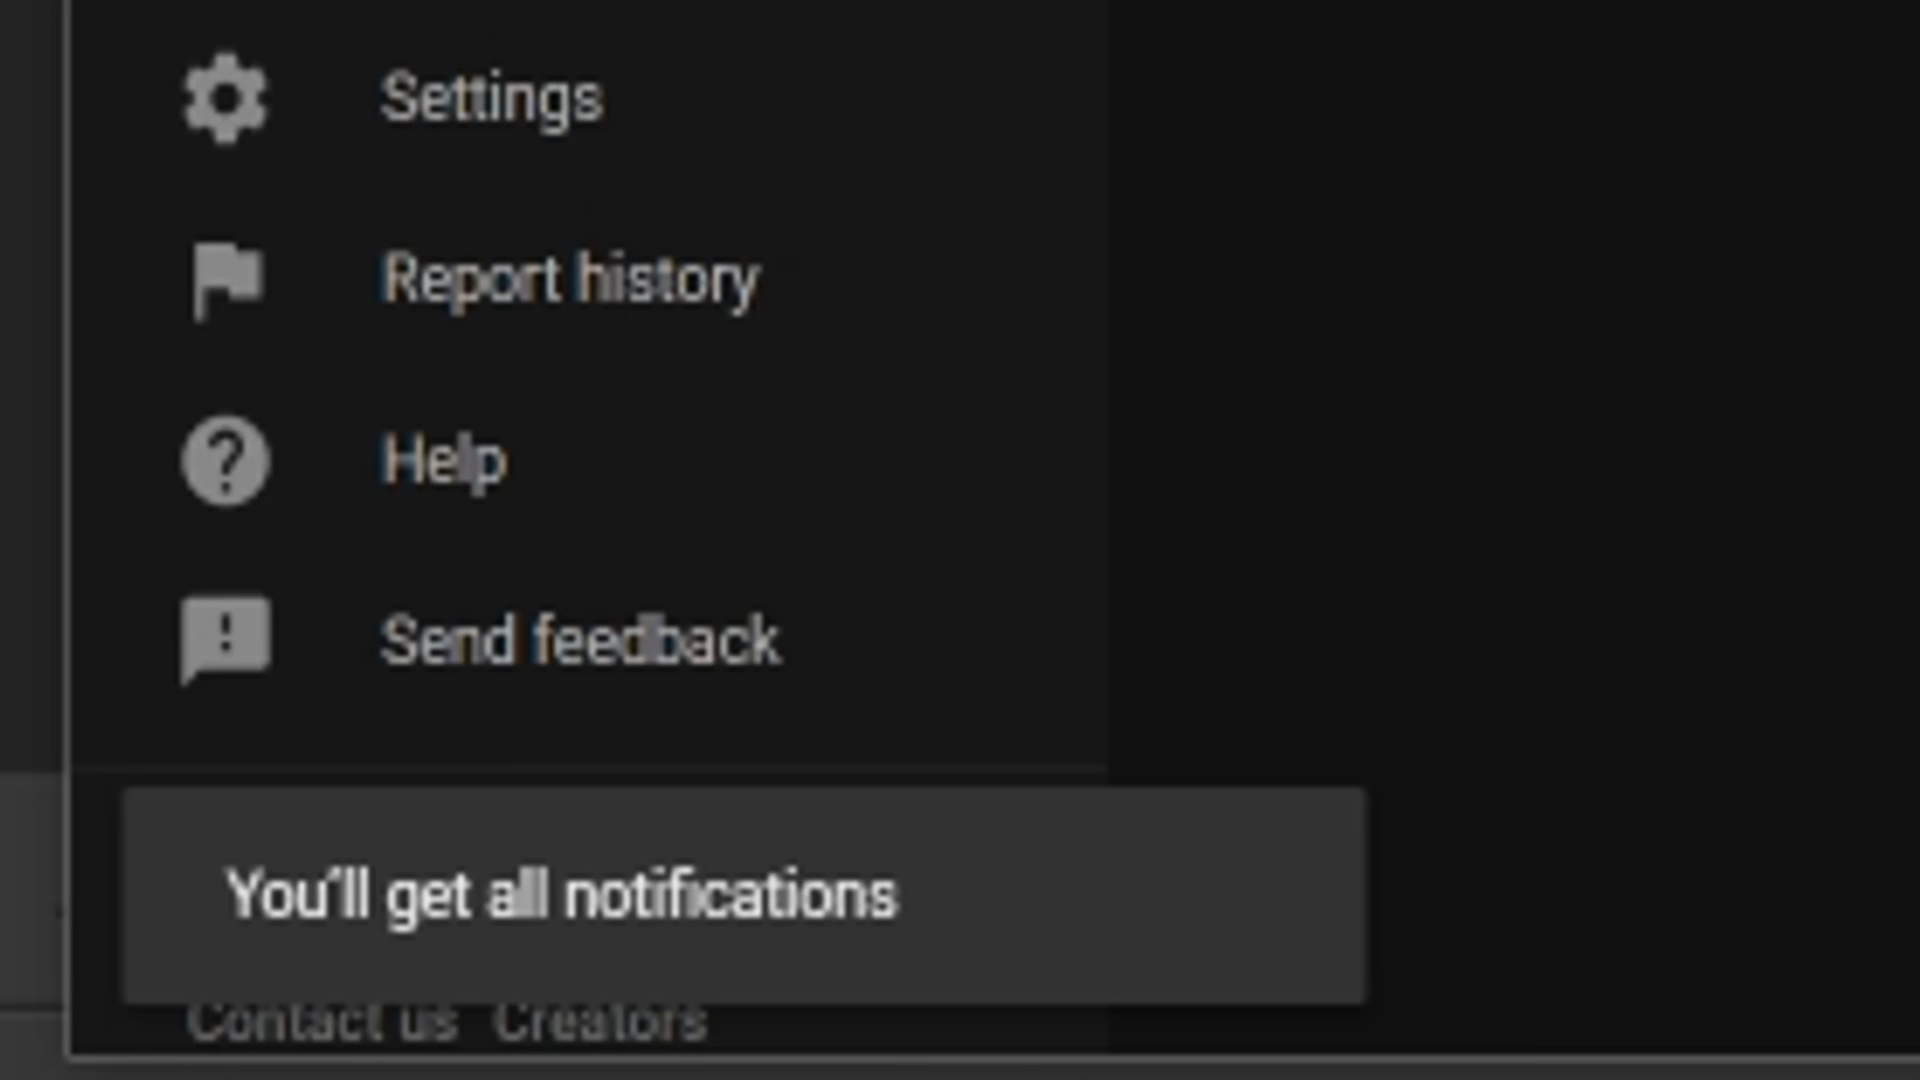 Settings
Report history
Help
Send feedback
You'll get all notifications
Contact us Creators